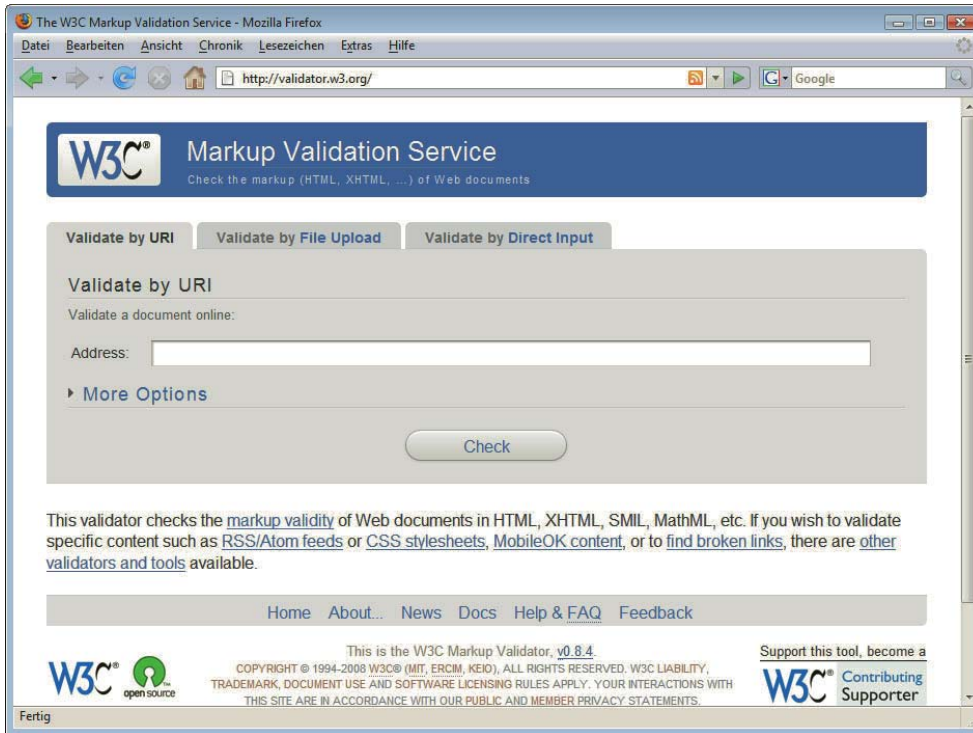 The W3C Markup Validation Service - Mozilla Firefox
Datei Bearbeiten Ansicht Chronik Lesezeichen Extras Hilfe
http://validator.w3.org/
G Google
W3C®
Markup Validation Service
Check the markup (HTML, XHTML, ...) of Web documents
Validate by URI Validate by File Upload Validate by Direct Input
Validate by URI
Validate a document online:
Address:
More Options
Check
This validator checks the markup validity of Web documents in HTML, XHTML, SMIL, MathML, etc. If you wish to validate
specific content such as RSS/Atom feeds or CSS stylesheets, MobileOK content, or to find broken links, there are other
validators and tools available.
Home About... News Docs Help & FAQ Feedback
W3C®
open source
This is the W3C Markup Validator, v0.8.4.
COPYRIGHT © 1994-2008 W3C® (MIT, ERCIM, KEIO), ALL RIGHTS RESERVED. W3C LIABILITY,
TRADEMARK, DOCUMENT USE AND SOFTWARE LICENSING RULES APPLY. YOUR INTERACTIONS WITH
THIS SITE ARE IN ACCORDANCE WITH OUR PUBLIC AND MEMBER PRIVACY STATEMENTS.
Support this tool, become a
W3C® Contributing
Supporter
Fertig